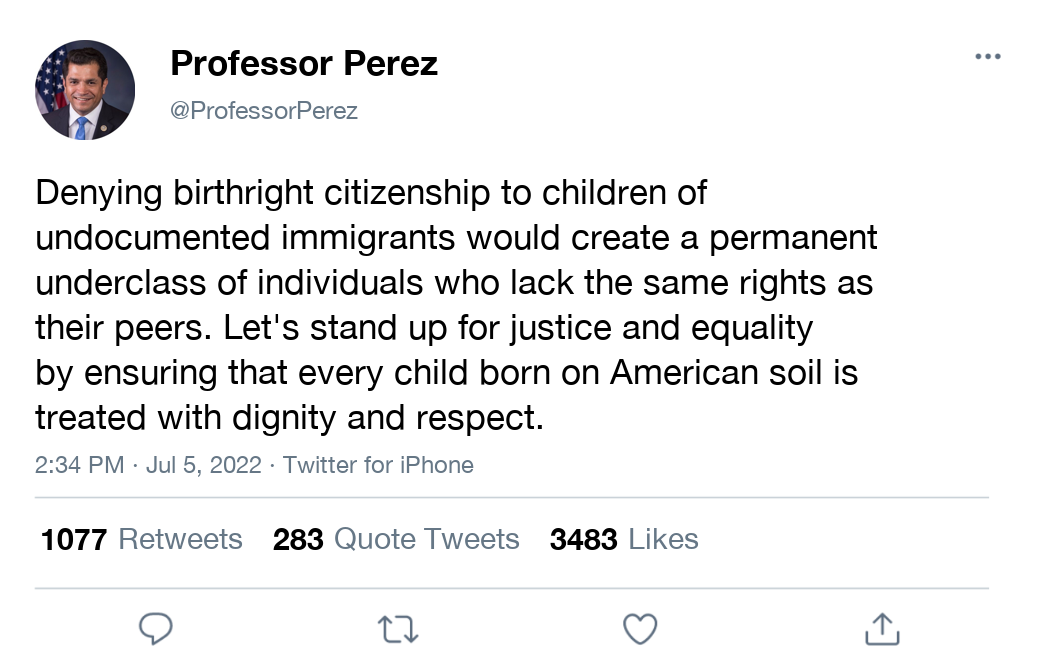 Professor Perez
@ProfessorPerez
Denying birthright citizenship to children of
undocumented immigrants would create a permanent
underclass of individuals who lack the same rights as
their peers. Let's stand up for justice and equality
by ensuring that every child born on American soil is
treated with dignity and respect.
2:34 PM · Jul 5, 2022 · Twitter for iPhone
1077 Retweets 283 Quote Tweets 3483 Likes